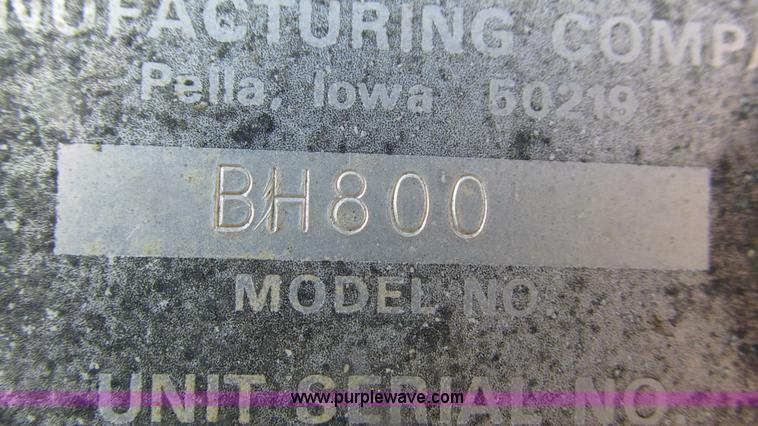 NUFACTURING COMPA
Pella, Iowa 50219
BH800
MODEL NO
UNIT SERIAL NO.
www.purplewave.com